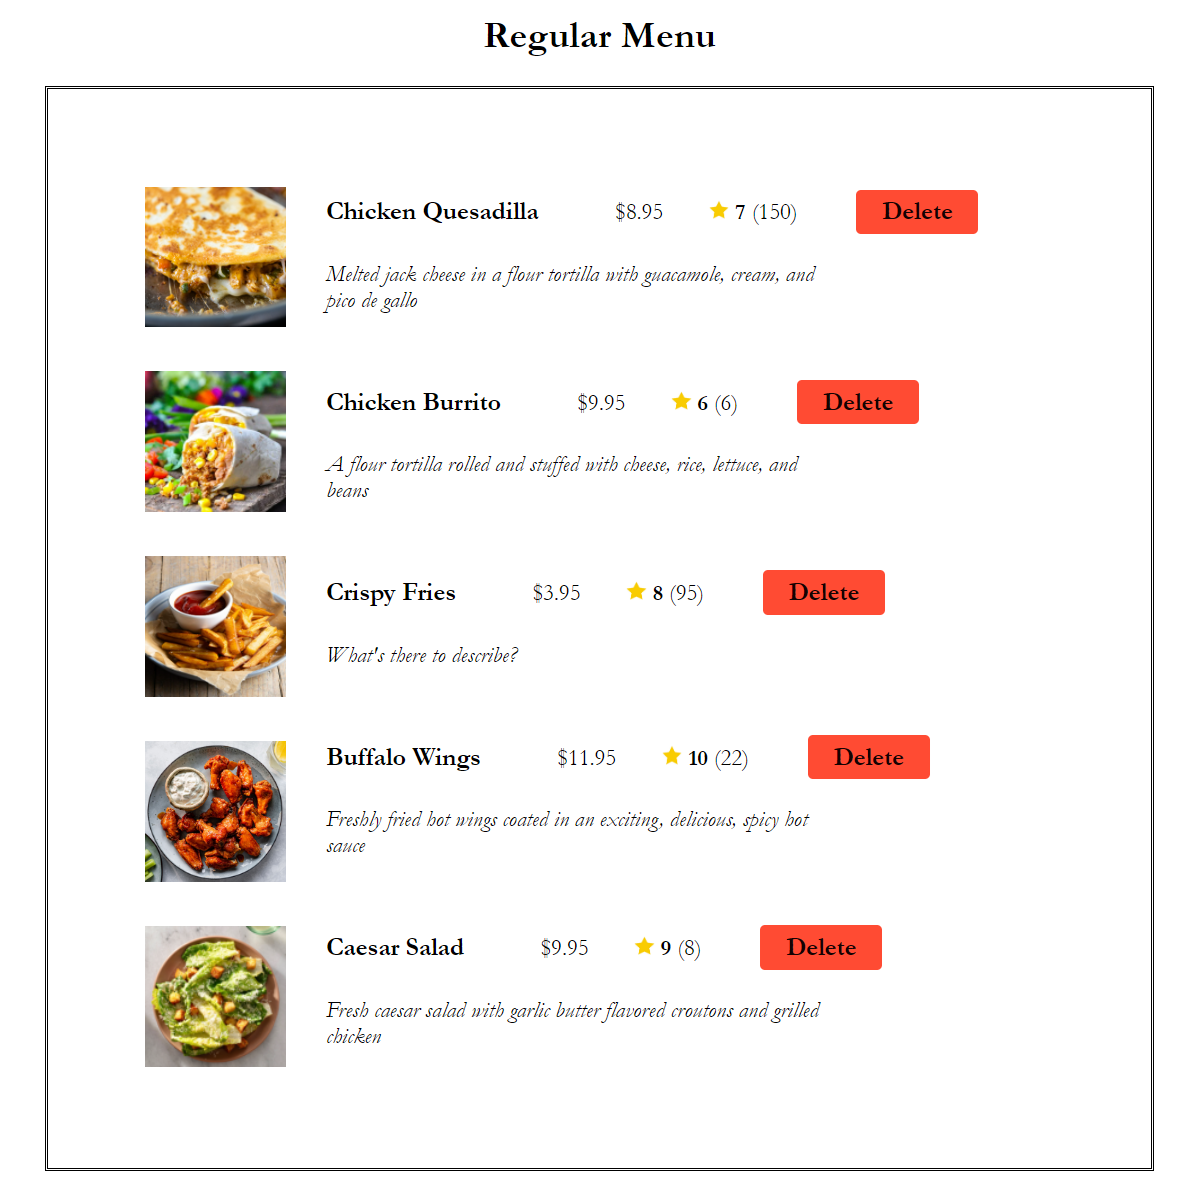 Regular Menu
Chicken Quesadilla $8.95 7 (150) Delete
Melted jack cheese in a flour tortilla with guacamole, cream, and
pico de gallo
Chicken Burrito $9.95 6 (6) Delete
A flour tortilla rolled and stuffed with cheese, rice, lettuce, and
beans
Crispy Fries $3.95 8 (95) Delete
What's there to describe?
Buffalo Wings $11.95 10 (22) Delete
Freshly fried hot wings coated in an exciting, delicious, spicy hot
sauce
Caesar Salad $9.95 9 (8) Delete
Fresh caesar salad with garlic butter flavored croutons and grilled
chicken